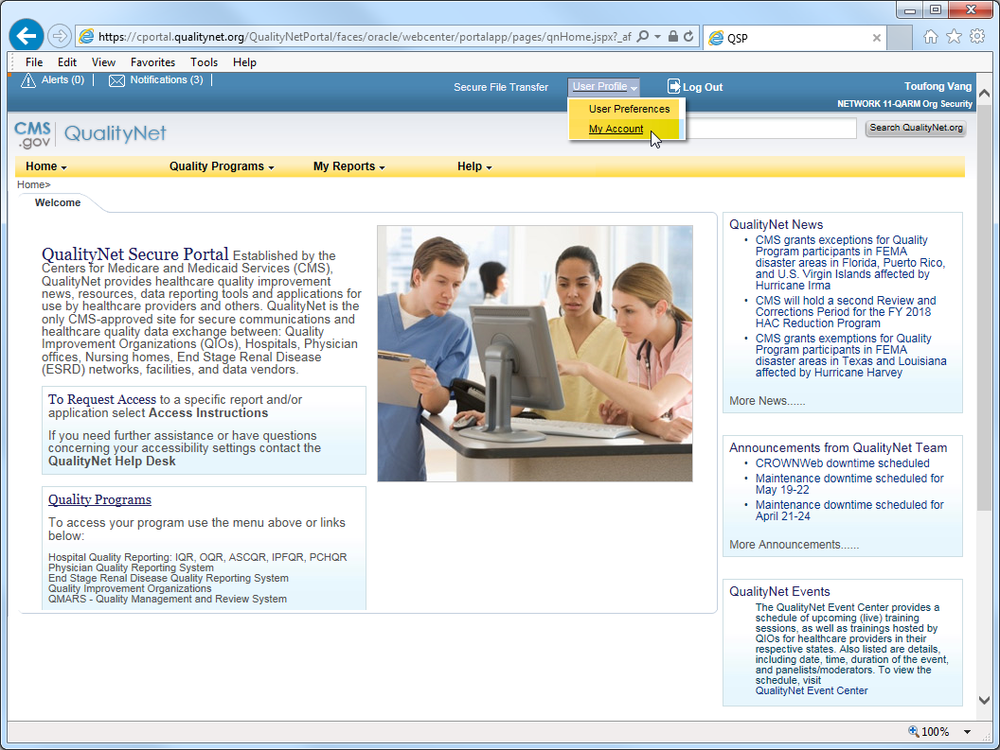 https://cportal.qualitynet.org/QualityNetPortal/faces/oracle/webcenter/portalapp/pages/qnHome.jspx?_af
QSP
File Edit View Favorites Tools Help
Alerts (0) | Notifications (3) |
Secure File Transfer User Profile Log Out
Toufong Vang
NETWORK 11-QARM Org Security
User Preferences
My Account
CMS
.gov
QualityNet
Search QualityNet.org
Home Quality Programs My Reports Help
Home>
Welcome
QualityNet Secure Portal Established by the
Centers for Medicare and Medicaid Services (CMS),
QualityNet provides healthcare quality improvement
news, resources, data reporting tools and applications for
use by healthcare providers and others. QualityNet is the
only CMS-approved site for secure communications and
healthcare quality data exchange between: Quality
Improvement Organizations (QIOs), Hospitals, Physician
offices, Nursing homes, End Stage Renal Disease
(ESRD) networks, facilities, and data vendors.
To Request Access to a specific report and/or
application select Access Instructions
If you need further assistance or have questions
concerning your accessibility settings contact the
QualityNet Help Desk
Quality Programs
To access your program use the menu above or links
below:
Hospital Quality Reporting: IQR, OQR, ASCQR, IPFQR, PCHQR
Physician Quality Reporting System
End Stage Renal Disease Quality Reporting System
Quality Improvement Organizations
QMARS - Quality Management and Review System
QualityNet News
• CMS grants exceptions for Quality
Program participants in FEMA
disaster areas in Florida, Puerto Rico,
and U.S. Virgin Islands affected by
Hurricane Irma
• CMS will hold a second Review and
Corrections Period for the FY 2018
HAC Reduction Program
• CMS grants exemptions for Quality
Program participants in FEMA
disaster areas in Texas and Louisiana
affected by Hurricane Harvey
More News......
Announcements from QualityNet Team
• CROWNWeb downtime scheduled
• Maintenance downtime scheduled for
May 19-22
• Maintenance downtime scheduled for
April 21-24
More Announcements......
QualityNet Events
The QualityNet Event Center provides a
schedule of upcoming (live) training
sessions, as well as trainings hosted by
QIOs for healthcare providers in their
respective states. Also listed are details,
including date, time, duration of the event,
and panelists/moderators. To view the
schedule, visit
QualityNet Event Center
100%